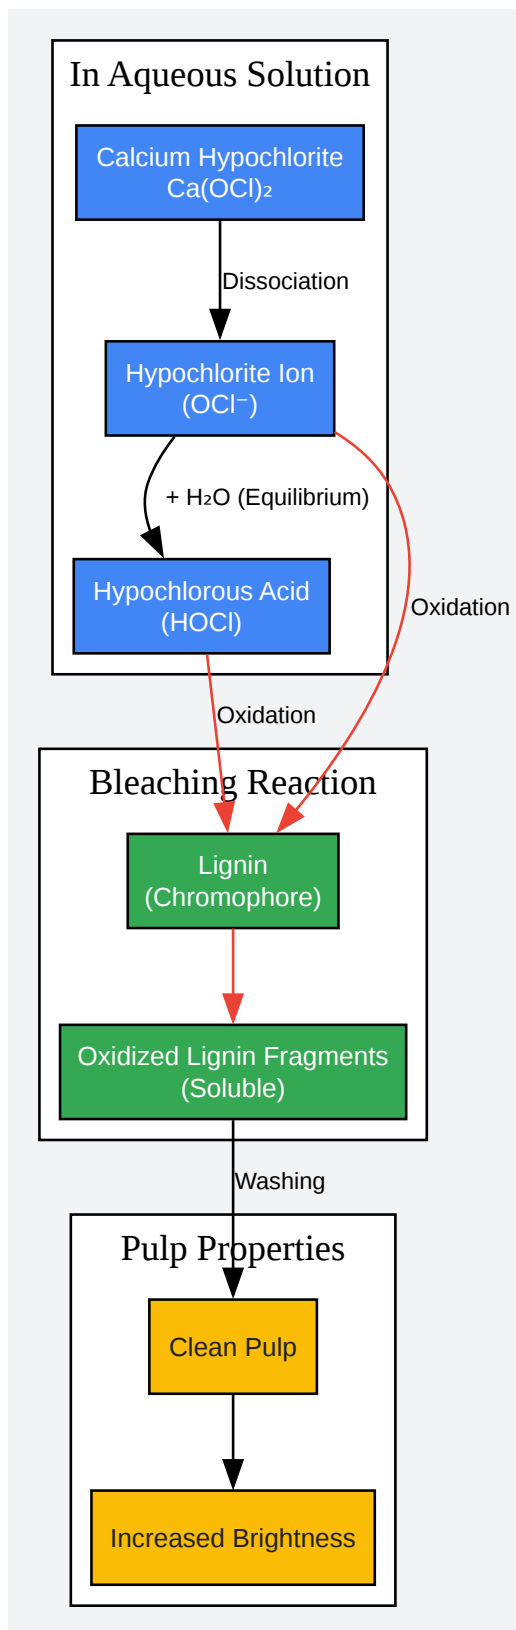 In Aqueous Solution
Calcium Hypochlorite
Ca(OCl)₂
Dissociation
Hypochlorite Ion
(OCl⁻)
+ H₂O (Equilibrium)
Hypochlorous Acid
(HOCl)
Oxidation
Oxidation
Bleaching Reaction
Lignin
(Chromophore)
Oxidized Lignin Fragments
(Soluble)
Washing
Pulp Properties
Clean Pulp
Increased Brightness